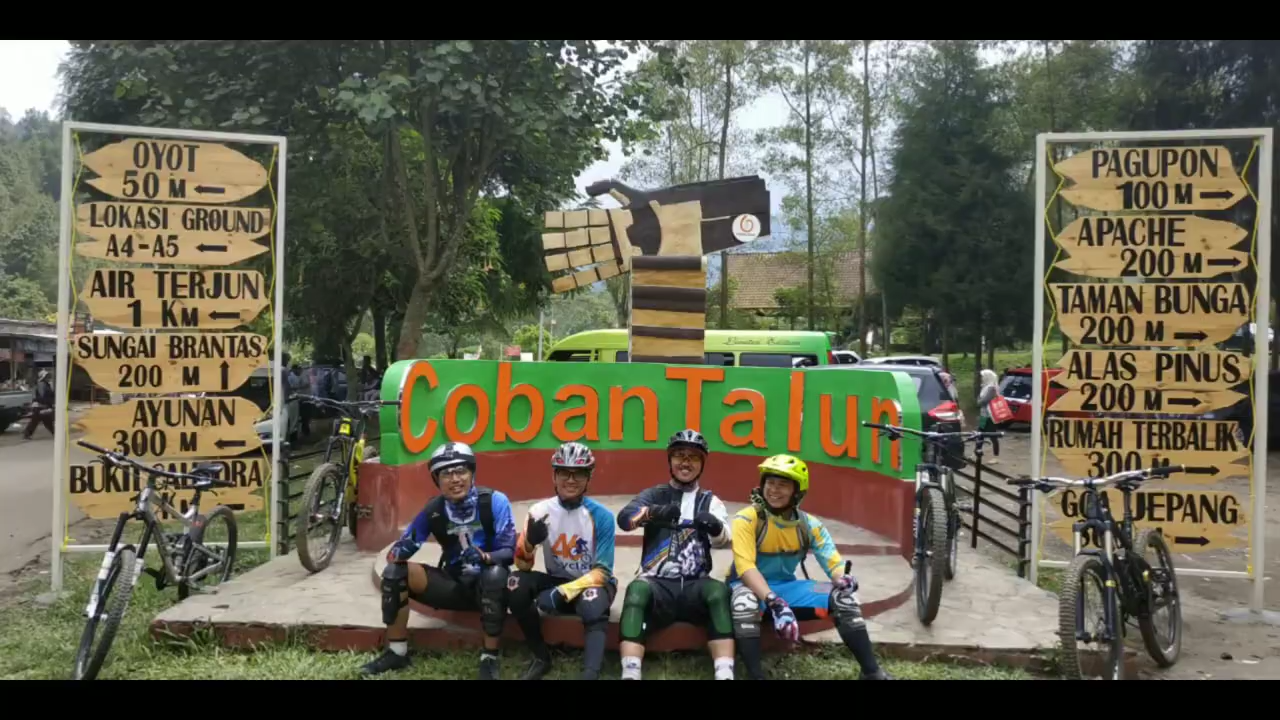 OYOT
50 M ←
LOKASI GROUND
A4-A5 ←
AIR TERJUN
1 KM ←
SUNGAI BRANTAS
200 M ↑
AYUNAN
300 M ←
BUKIT
CobanTalun
PAGUPON
100 M →
APACHE
200 M →
TAMAN BUNGA
200 M →
ALAS PINUS
200 M →
RUMAH TERBALIK
300 →
JEPANG